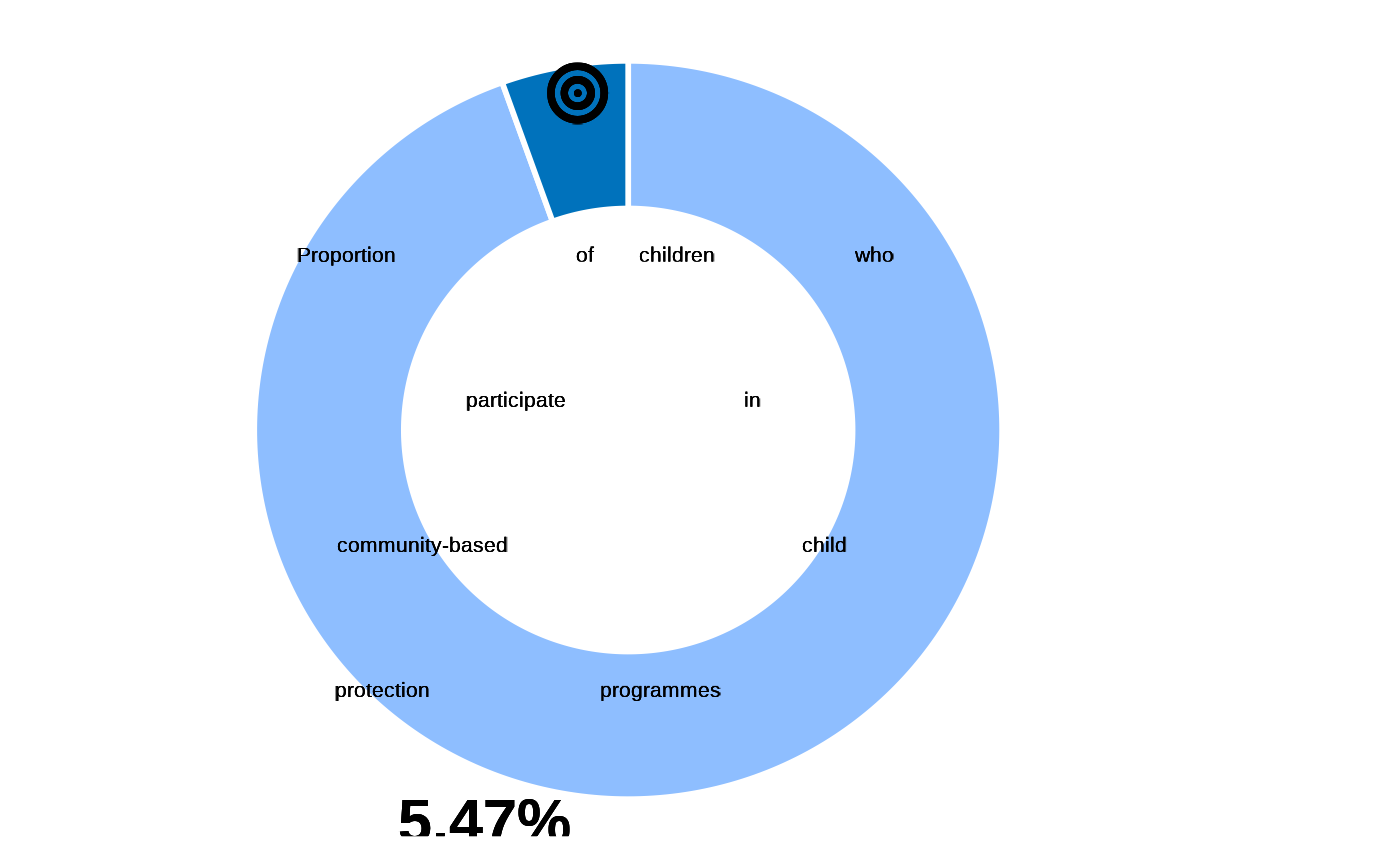 Proportion of children who
participate in
community-based child
protection programmes
5.47%